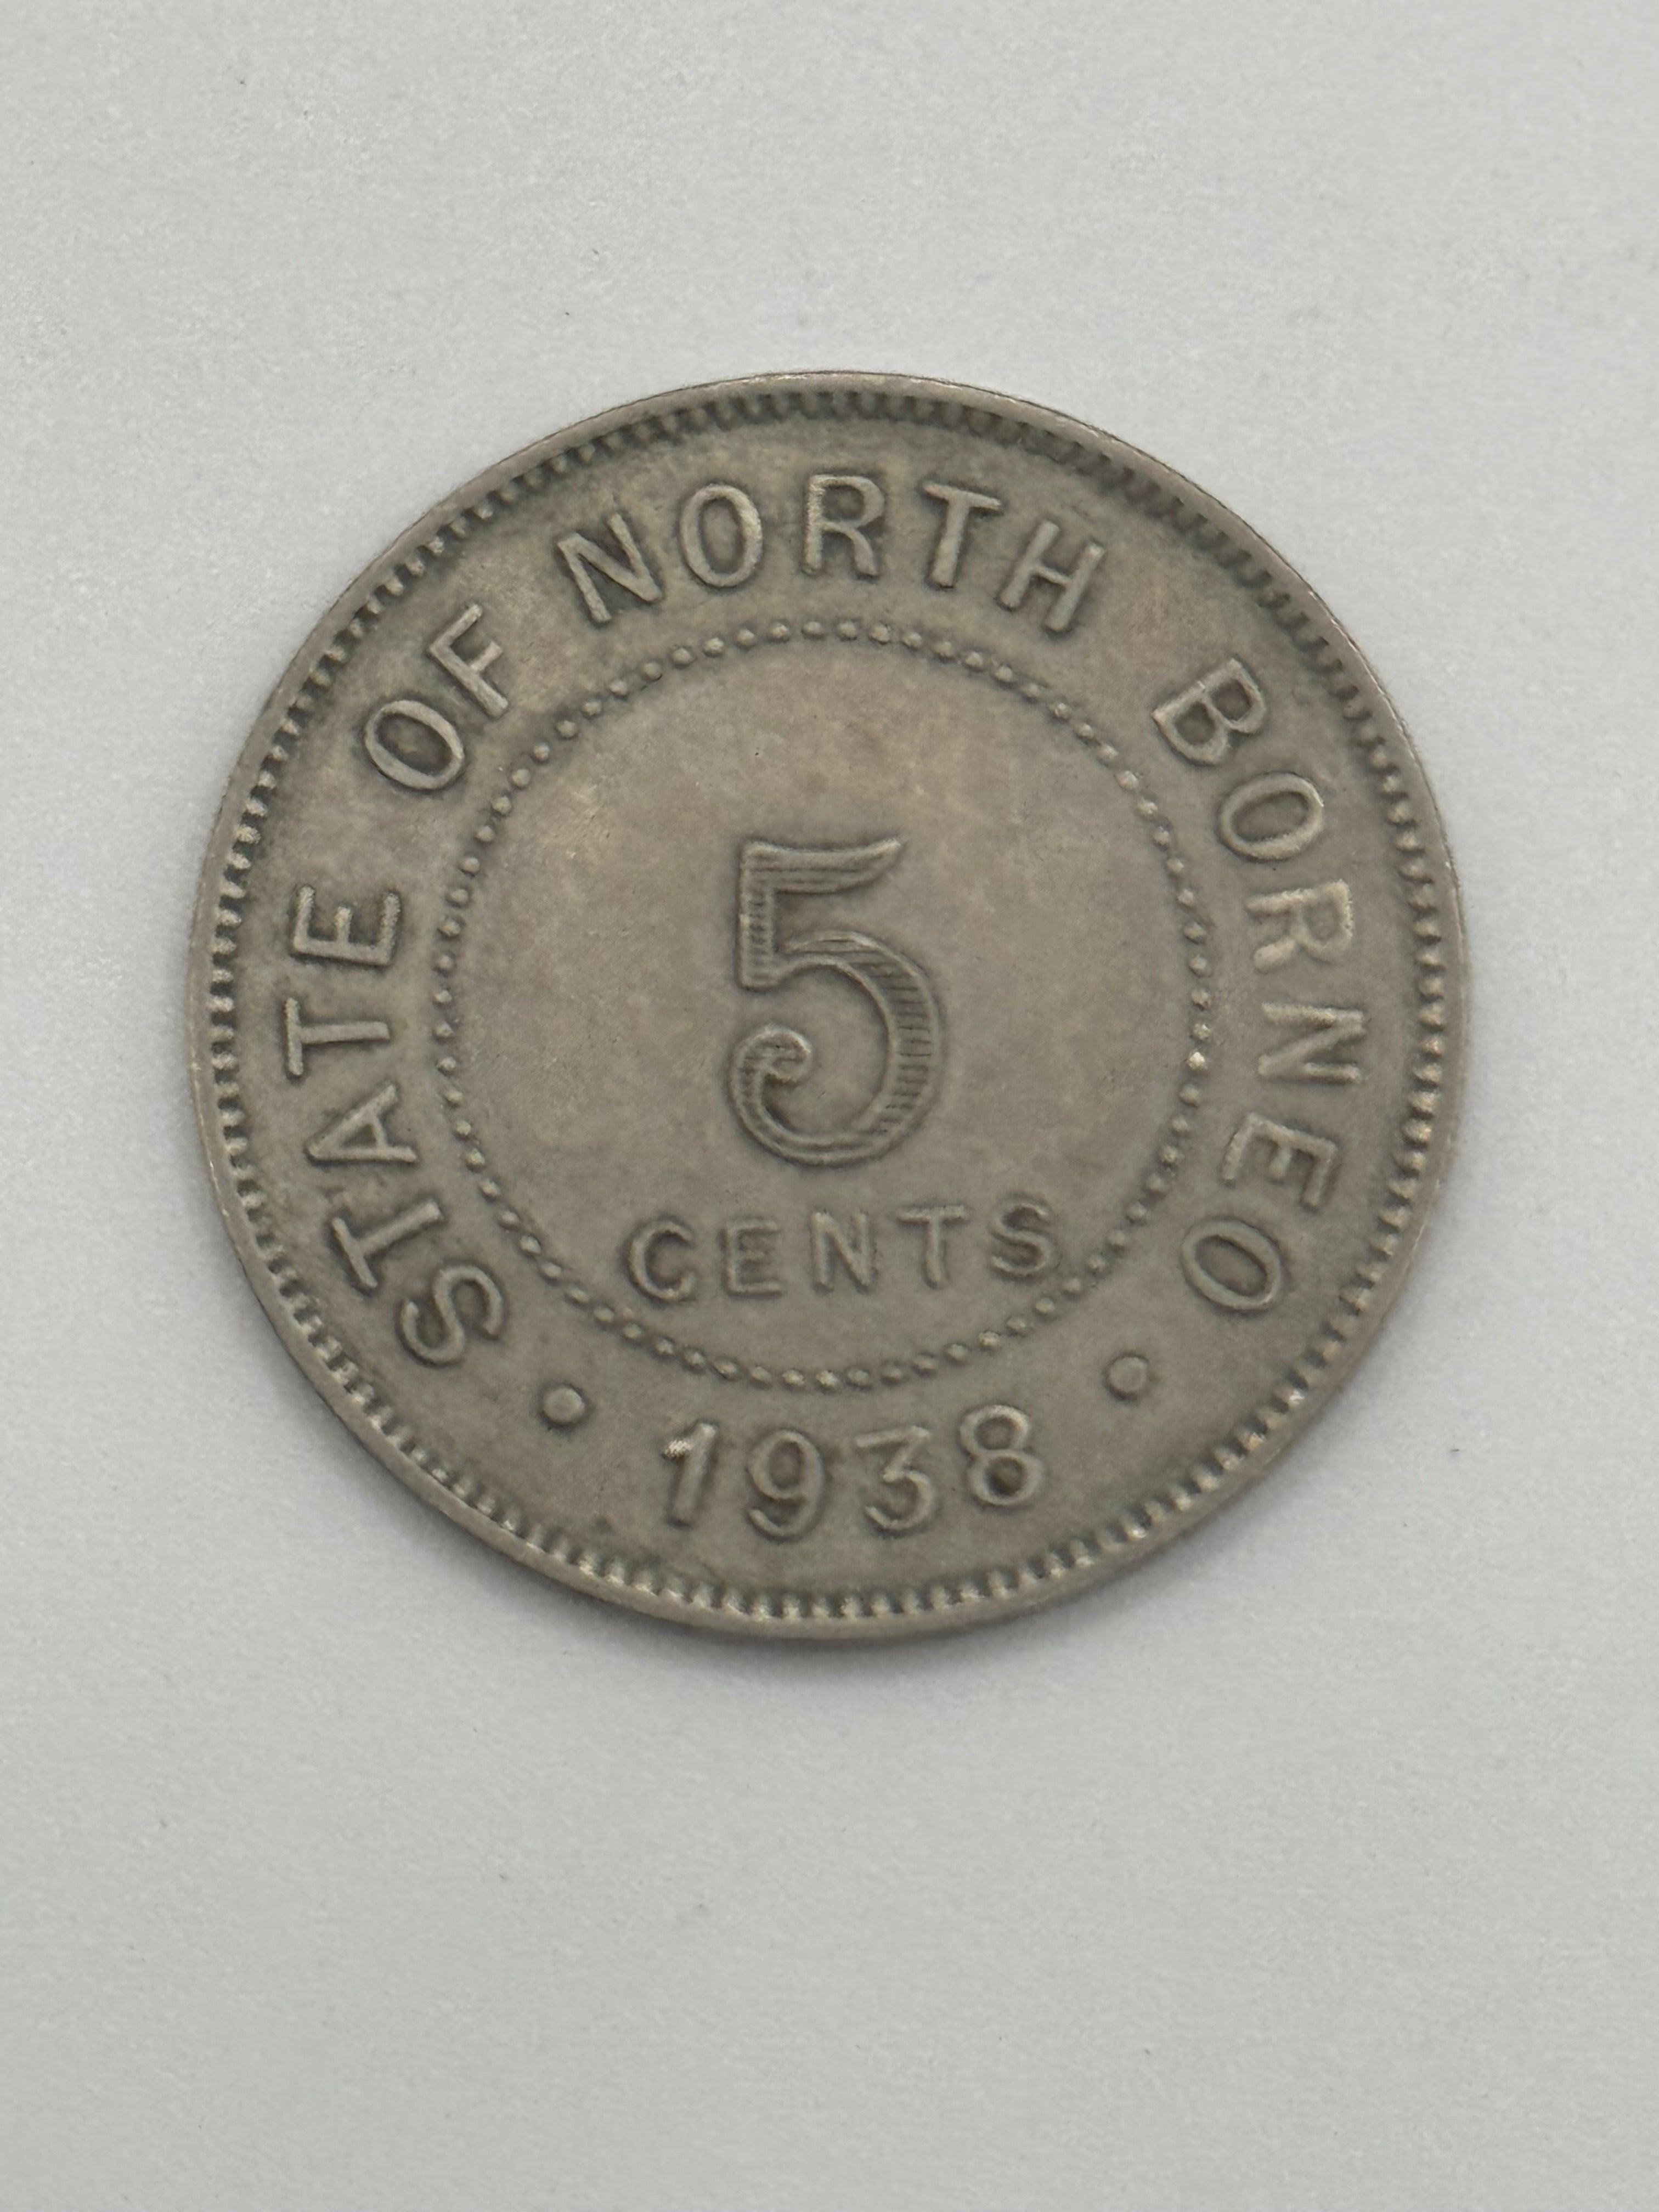 STATE OF NORTH BORNEO
5
CENTS
• 1938 •